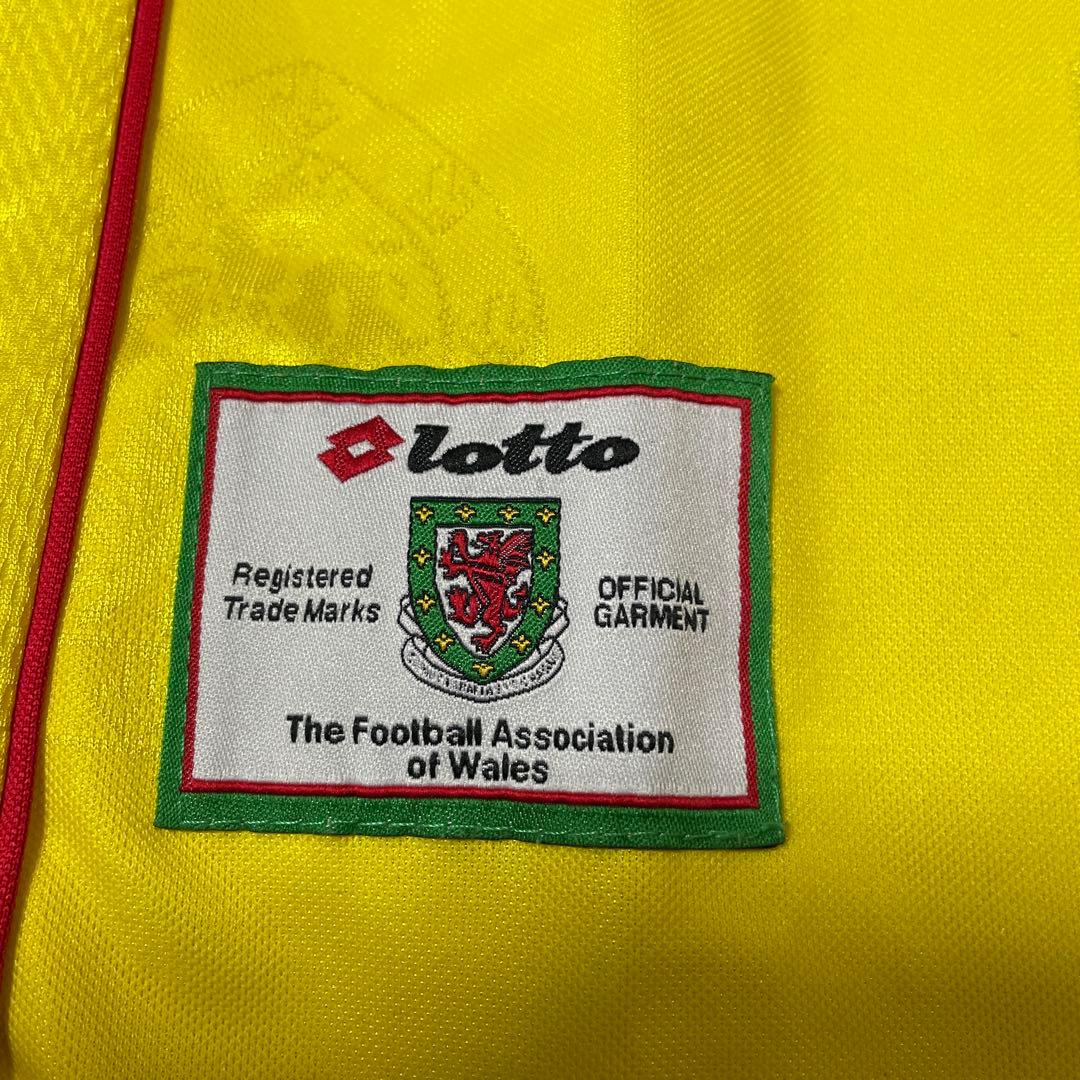 lotto
Registered
Trade Marks
OFFICIAL
GARMENT
The Football Association
of Wales